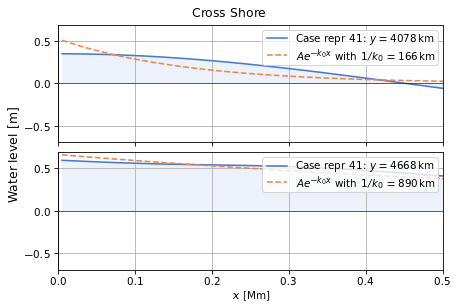 Cross Shore
Water level [m]
0.5
0.0
−0.5
Case repr 41: y = 4078 km
Ae^{−k₀x} with 1/k₀ = 166 km
0.5
0.0
−0.5
Case repr 41: y = 4668 km
Ae^{−k₀x} with 1/k₀ = 890 km
0.0 0.1 0.2 0.3 0.4 0.5
x [Mm]